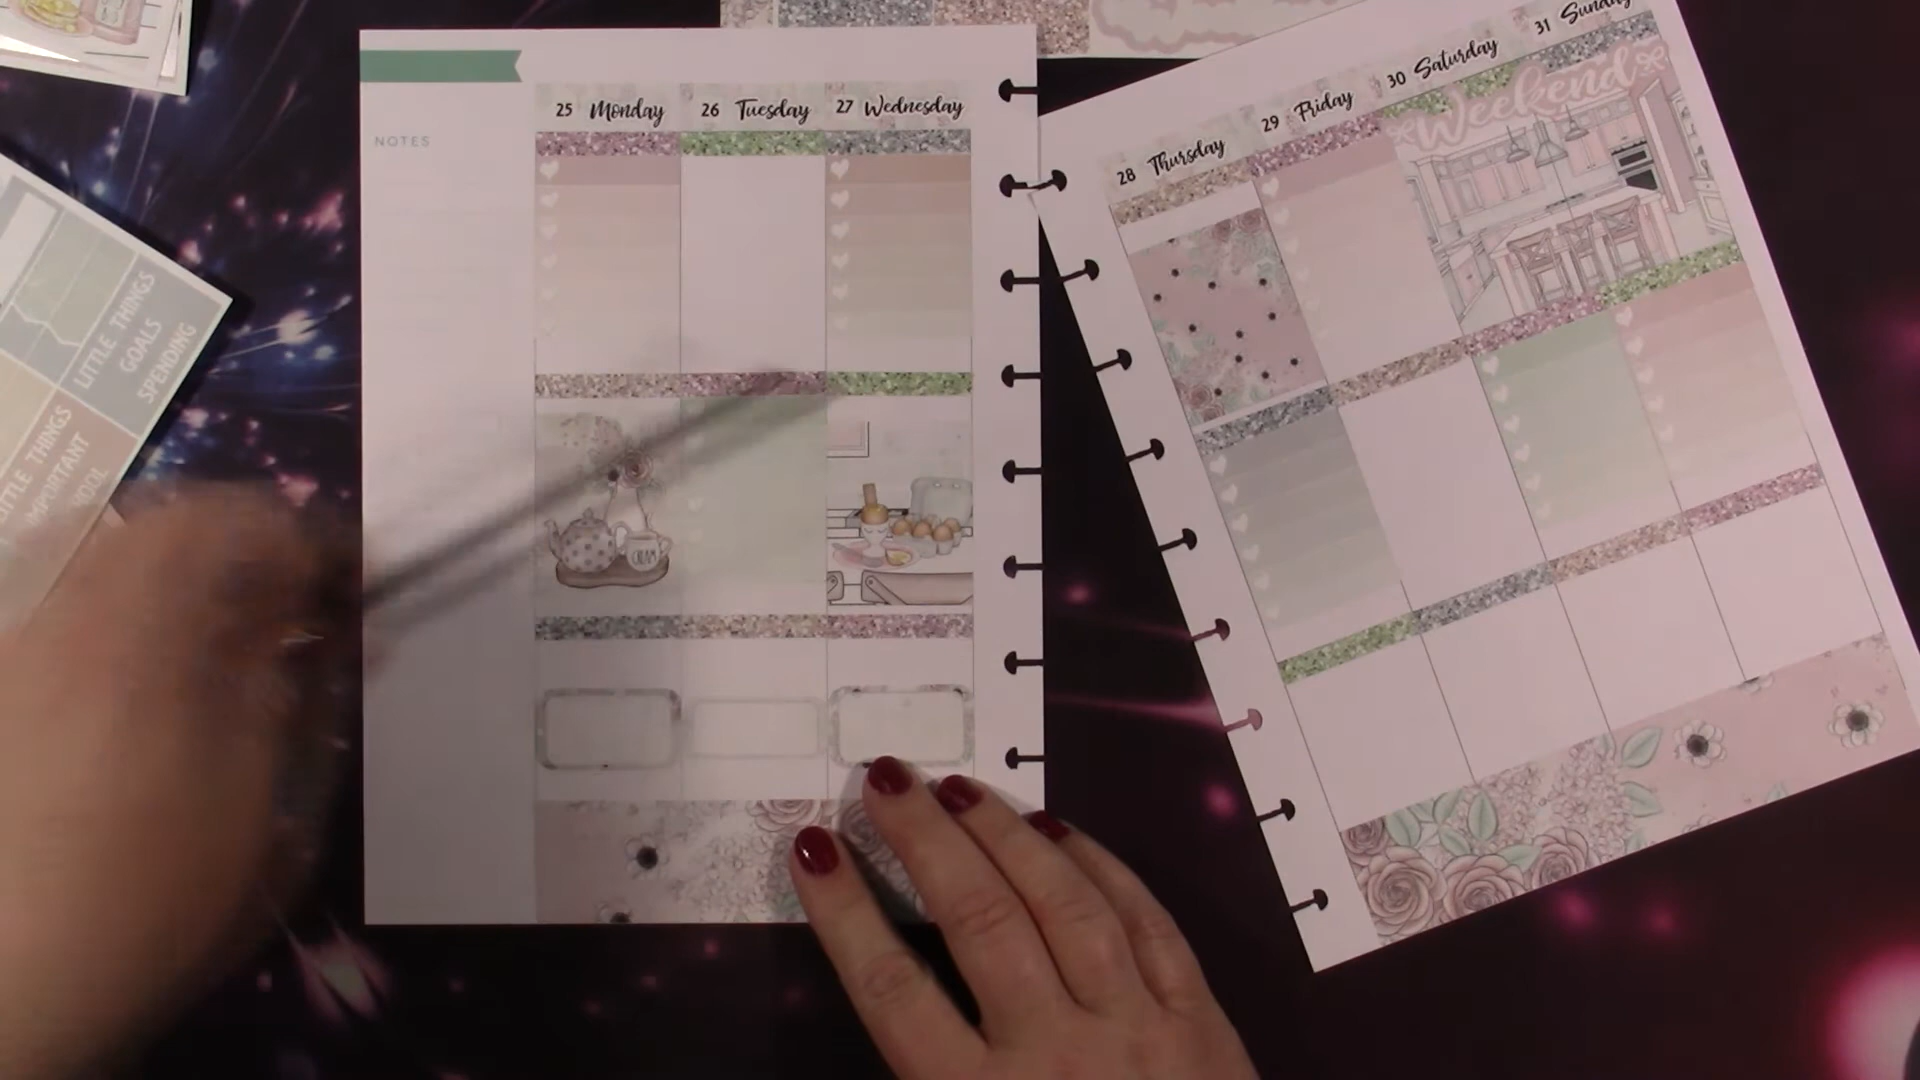 NOTES
25 Monday
26 Tuesday
27 Wednesday
28 Thursday
29 Friday
30 Saturday
31 Sunday
Weekend
LITTLE THINGS
GOALS
SPENDING
LITTLE THINGS
IMPORTANT
CREAM